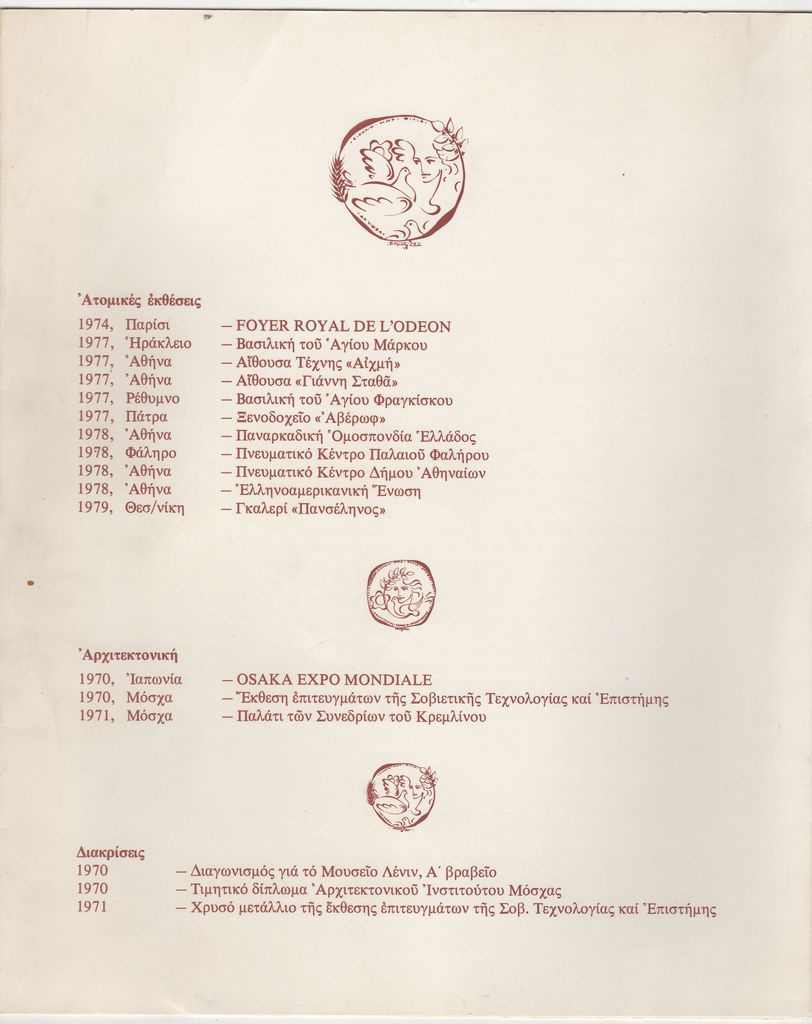 Ἀτομικές ἐκθέσεις
1974, Παρίσι – FOYER ROYAL DE L'ODEON
1977, Ἡράκλειο – Βασιλική τοῦ Ἁγίου Μάρκου
1977, Ἀθήνα – Αἴθουσα Τέχνης «Αἰχμή»
1977, Ἀθήνα – Αἴθουσα «Γιάννη Σταθᾶ»
1977, Ρέθυμνο – Βασιλική τοῦ Ἁγίου Φραγκίσκου
1977, Πάτρα – Ξενοδοχεῖο «Ἀβέρωφ»
1978, Ἀθήνα – Παναρκαδική Ὁμοσπονδία Ἑλλάδος
1978, Φάληρο – Πνευματικό Κέντρο Παλαιοῦ Φαλήρου
1978, Ἀθήνα – Πνευματικό Κέντρο Δήμου Ἀθηναίων
1978, Ἀθήνα – Ἑλληνοαμερικανική Ἕνωση
1979, Θεσ/νίκη – Γκαλερί «Πανσέληνος»
Ἀρχιτεκτονική
1970, Ἰαπωνία – OSAKA EXPO MONDIALE
1970, Μόσχα – Ἔκθεση ἐπιτευγμάτων τῆς Σοβιετικῆς Τεχνολογίας καί Ἐπιστήμης
1971, Μόσχα – Παλάτι τῶν Συνεδρίων τοῦ Κρεμλίνου
Διακρίσεις
1970 – Διαγωνισμός γιά τό Μουσεῖο Λένιν, Α΄ βραβεῖο
1970 – Τιμητικό δίπλωμα Ἀρχιτεκτονικοῦ Ἰνστιτούτου Μόσχας
1971 – Χρυσό μετάλλιο τῆς ἔκθεσης ἐπιτευγμάτων τῆς Σοβ. Τεχνολογίας καί Ἐπιστήμης